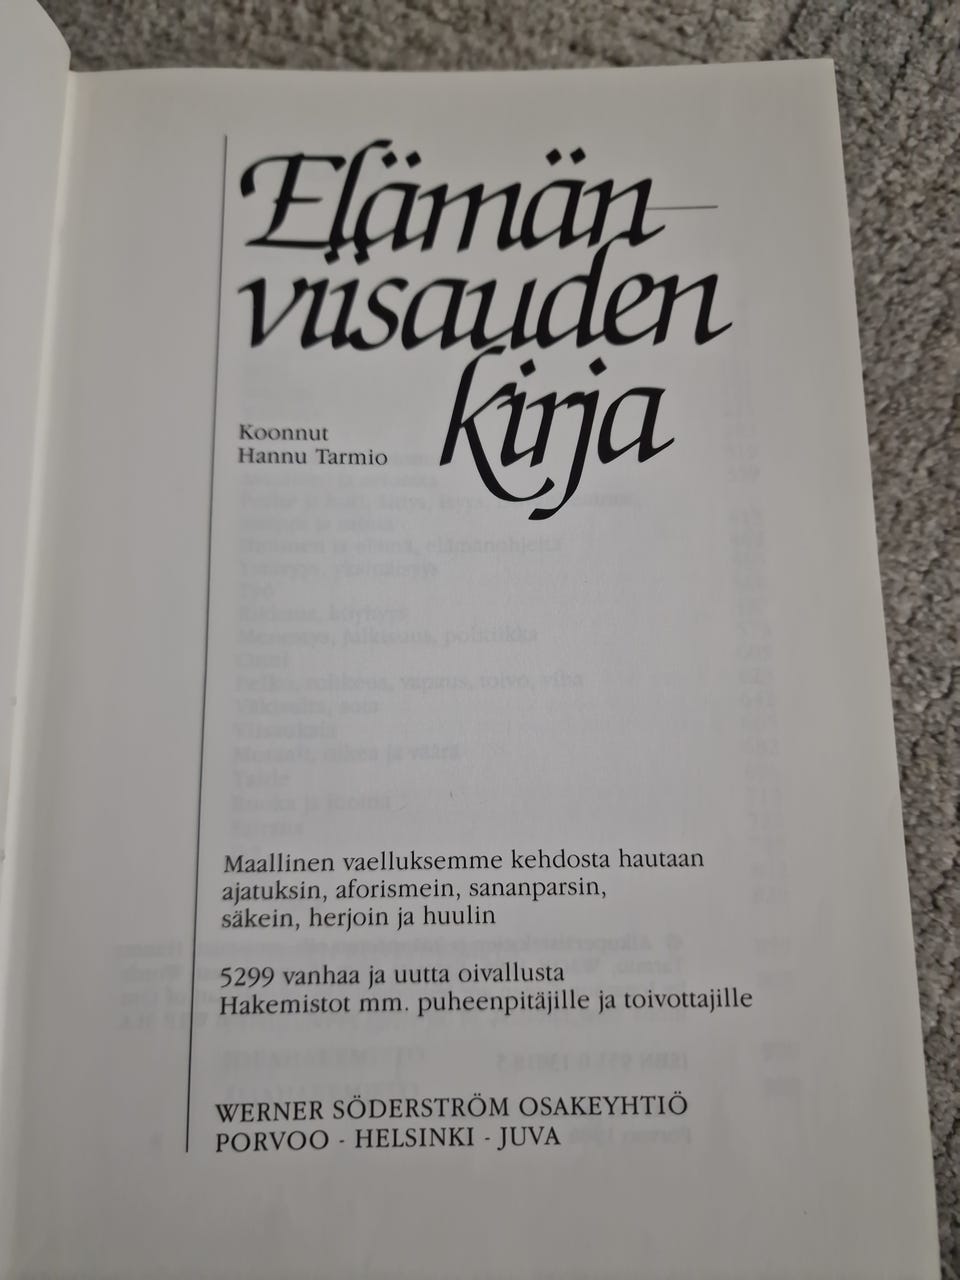 Elämän
viisauden
kirja
Koonnut
Hannu Tarmio
Maallinen vaelluksemme kehdosta hautaan
ajatuksin, aforismein, sananparsin,
säkein, herjoin ja huulin
5299 vanhaa ja uutta oivallusta
Hakemistot mm. puheenpitäjille ja toivottajille
WERNER SÖDERSTRÖM OSAKEYHTIÖ
PORVOO - HELSINKI - JUVA